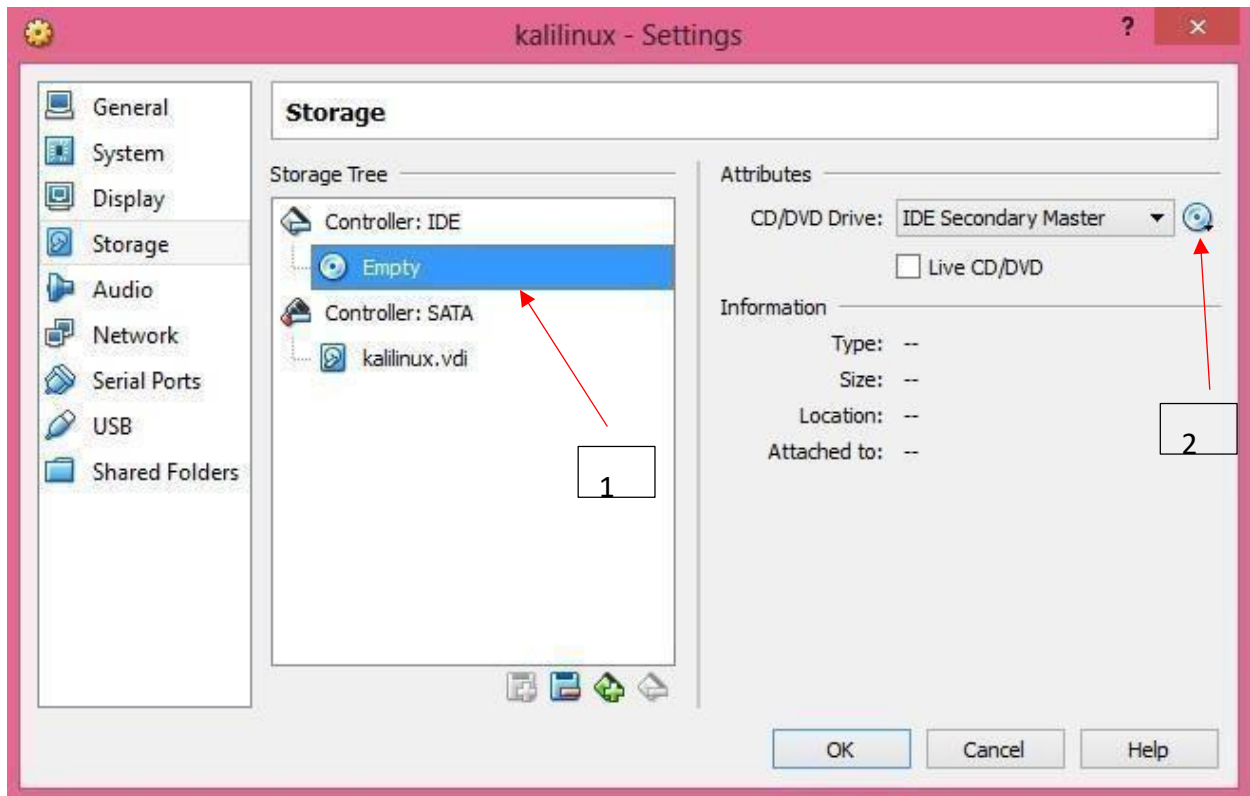 kalilinux - Settings
?
×
General
System
Display
Storage
Audio
Network
Serial Ports
USB
Shared Folders
Storage
Storage Tree
Controller: IDE
Empty
Controller: SATA
kalilinux.vdi
1
Attributes
CD/DVD Drive: IDE Secondary Master
Live CD/DVD
Information
Type: --
Size: --
Location: --
Attached to: --
2
OK Cancel Help